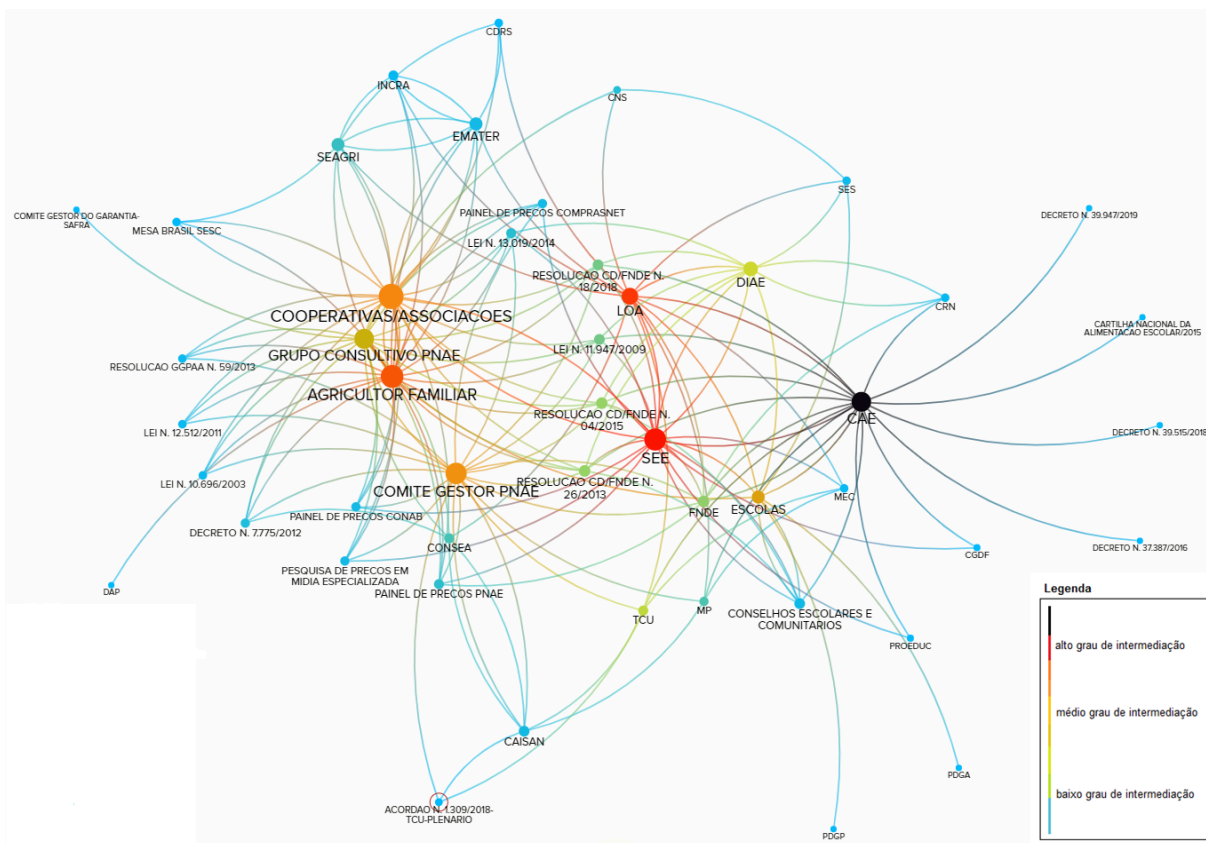 CDRS
INCRA
CNS
EMATER
SEAGRI
SES
COMITE GESTOR DO GARANTIA-
SAFRA
MESA BRASIL SESC
PAINEL DE PRECOS COMPRASNET
DECRETO N. 39.947/2019
LEI N. 13.019/2014
RESOLUCAO CD/FNDE N.
18/2018
DIAE
LOA
CRN
COOPERATIVAS/ASSOCIACOES
CARTILHA NACIONAL DA
ALIMENTACAO ESCOLAR/2015
GRUPO CONSULTIVO PNAE
LEI N. 11.947/2009
RESOLUCAO GGPAA N. 59/2013
AGRICULTOR FAMILIAR
RESOLUCAO CD/FNDE N.
04/2015
CAE
LEI N. 12.512/2011
DECRETO N. 39.515/2018
SEE
LEI N. 10.696/2003
COMITE GESTOR PNAE
RESOLUCAO CD/FNDE N.
26/2013
MEC
FNDE
ESCOLAS
PAINEL DE PRECOS CONAB
DECRETO N. 7.775/2012
CONSEA
DECRETO N. 37.387/2016
CGDF
PESQUISA DE PRECOS EM
MIDIA ESPECIALIZADA
DAP
PAINEL DE PRECOS PNAE
TCU
MP
CONSELHOS ESCOLARES E
COMUNITARIOS
PROEDUC
CAISAN
PDGA
ACORDAO N. 1.309/2018-
TCU-PLENARIO
PDGP
Legenda
alto grau de intermediação
médio grau de intermediação
baixo grau de intermediação